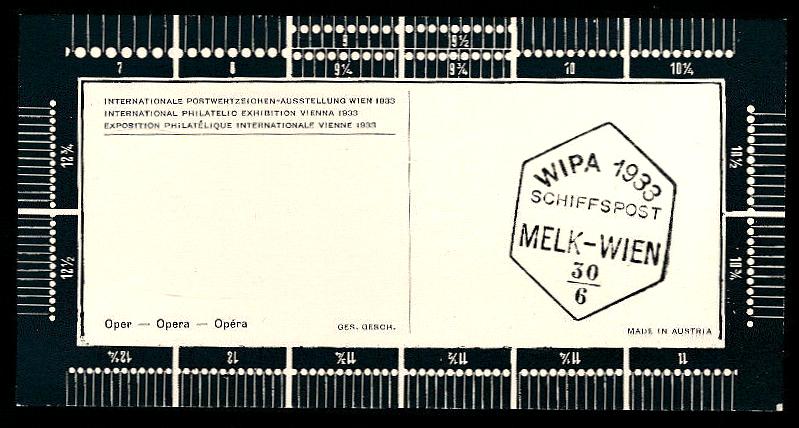 9 9½
7 8 9¼ 9¾ 10 10¼
INTERNATIONALE POSTWERTZEICHEN-AUSSTELLUNG WIEN 1933
INTERNATIONAL PHILATELIC EXHIBITION VIENNA 1933
EXPOSITION PHILATÉLIQUE INTERNATIONALE VIENNE 1933
12¾
12½
10½
10¾
WIPA 1933
SCHIFFSPOST
MELK-WIEN
30
6
Oper — Opera — Opéra
GES. GESCH.
MADE IN AUSTRIA
12¼ 12 11¾ 11½ 11¼ 11